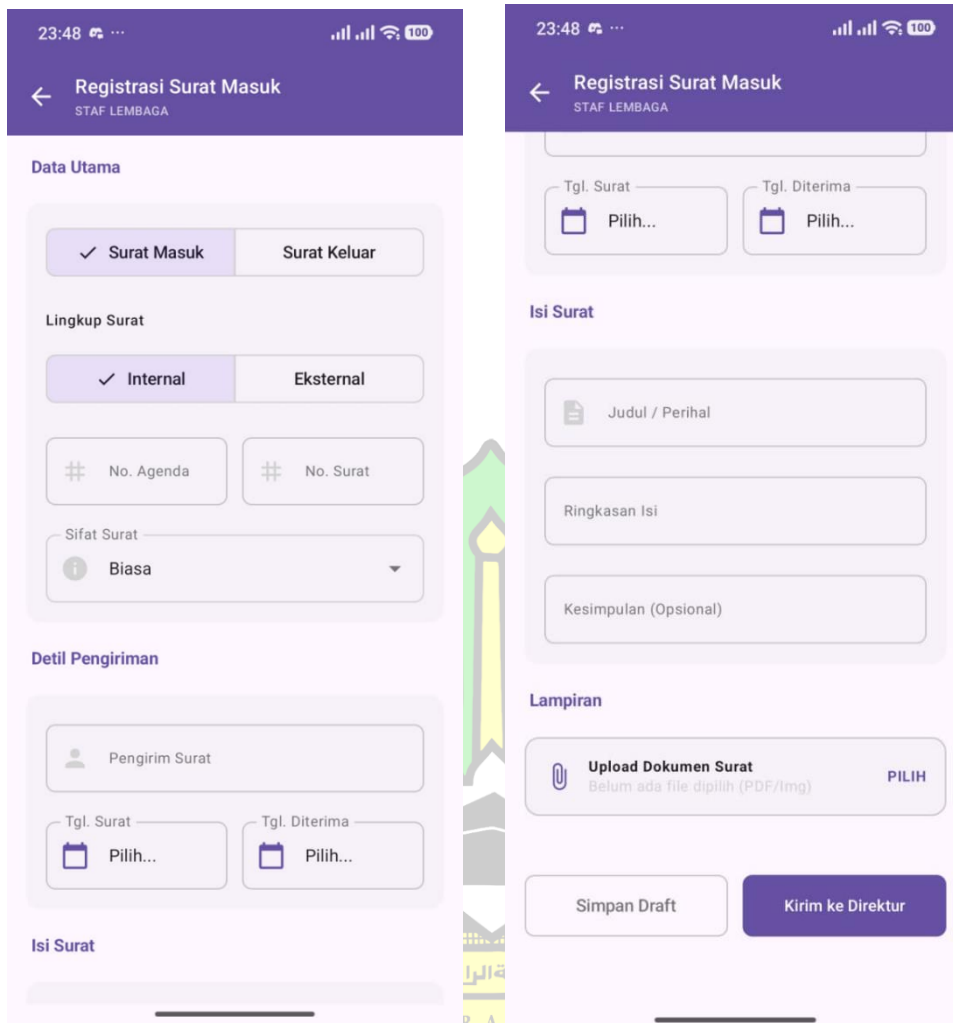 23:48 ... 100
Registrasi Surat Masuk
STAF LEMBAGA
Data Utama
Surat Masuk Surat Keluar
Lingkup Surat
Internal Eksternal
# No. Agenda # No. Surat
Sifat Surat
Biasa
Detil Pengiriman
Pengirim Surat
Tgl. Surat Tgl. Diterima
Pilih... Pilih...
Isi Surat
23:48 ... 100
Registrasi Surat Masuk
STAF LEMBAGA
Tgl. Surat Tgl. Diterima
Pilih... Pilih...
Isi Surat
Judul / Perihal
Ringkasan Isi
Kesimpulan (Opsional)
Lampiran
Upload Dokumen Surat
Belum ada file dipilih (PDF/Img)
PILIH
Simpan Draft Kirim ke Direktur